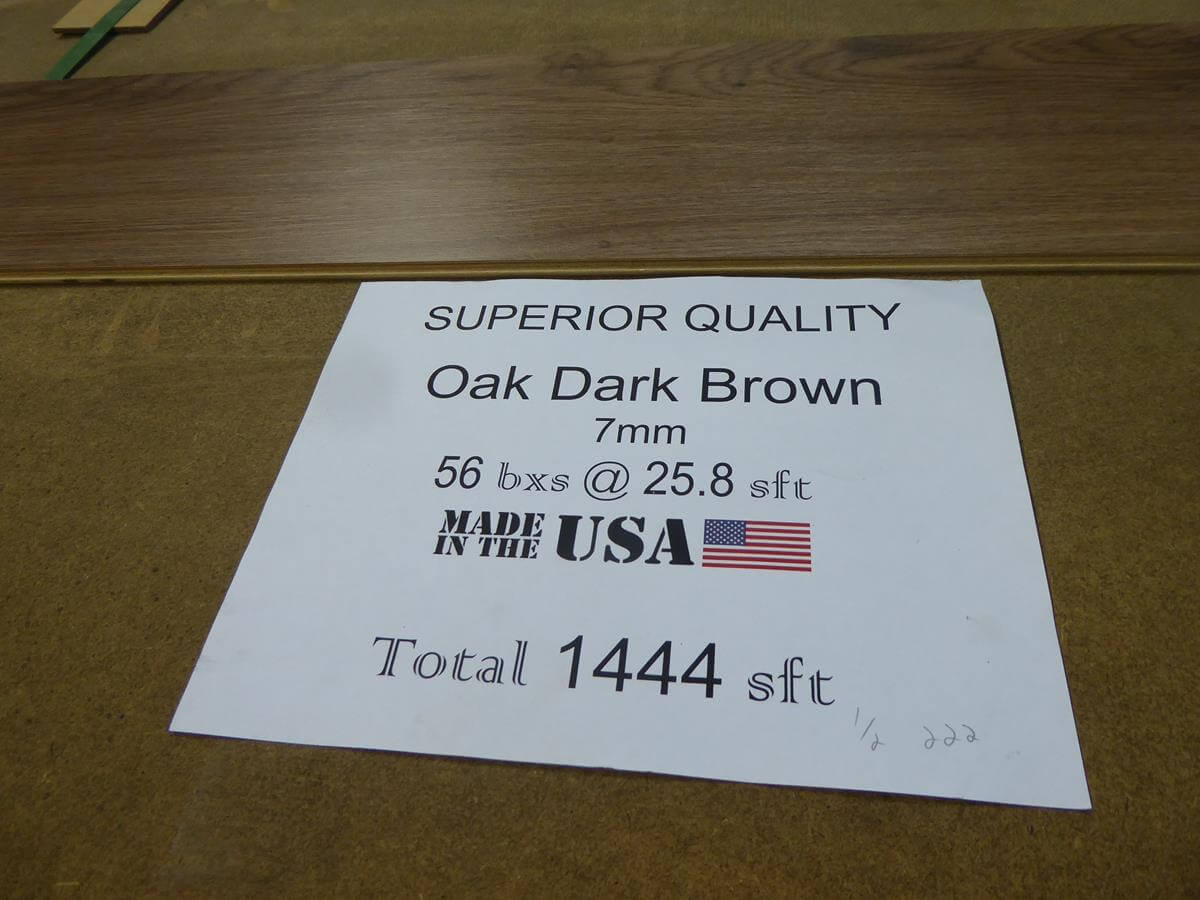 SUPERIOR QUALITY
Oak Dark Brown
7mm
56 bxs @ 25.8 sft
MADE IN THE USA
Total 1444 sft
1/2 222